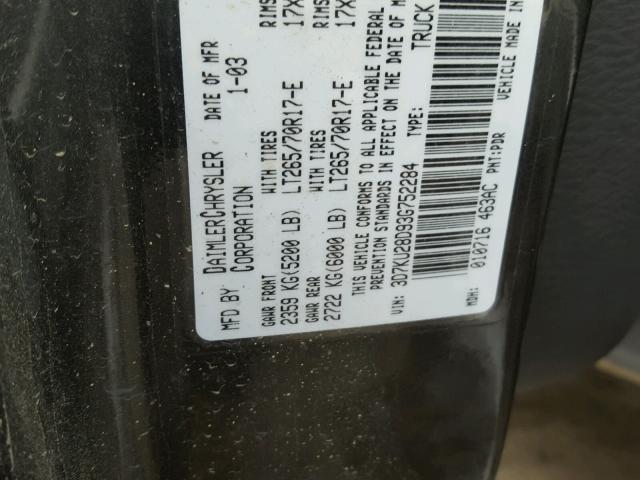 MFD BY DAIMLERCHRYSLER CORPORATION DATE OF MFR 1-03
GAWR FRONT WITH TIRES RIMS
2359 KG(5200 LB) LT265/70R17-E 17X
GAWR REAR WITH TIRES RIMS
2722 KG(6000 LB) LT265/70R17-E 17X
THIS VEHICLE CONFORMS TO ALL APPLICABLE FEDERAL
PREVENTION STANDARDS IN EFFECT ON THE DATE OF M
VIN: 3D7KU28D93G752284 TYPE: TRUCK
MDH: 010716 463AC PNT:PDR VEHICLE MADE IN